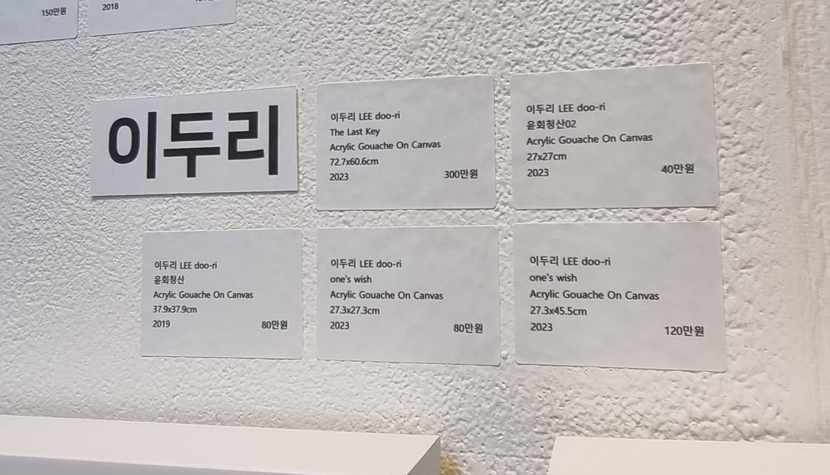 150만원
2018
이두리
이두리 LEE doo-ri
The Last Key
Acrylic Gouache On Canvas
72.7x60.6cm
2023
300만원
이두리 LEE doo-ri
윤회청산02
Acrylic Gouache On Canvas
27x27cm
2023
40만원
이두리 LEE doo-ri
윤회청산
Acrylic Gouache On Canvas
37.9x37.9cm
2019
80만원
이두리 LEE doo-ri
one's wish
Acrylic Gouache On Canvas
27.3x27.3cm
2023
80만원
이두리 LEE doo-ri
one's wish
Acrylic Gouache On Canvas
27.3x45.5cm
2023
120만원